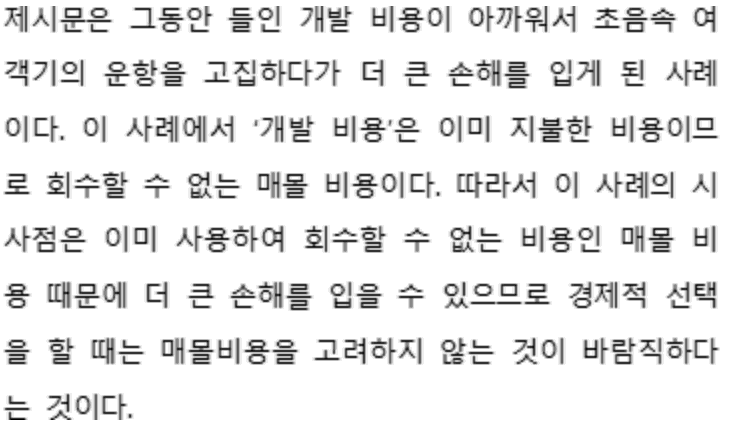 제시문은 그동안 들인 개발 비용이 아까워서 초음속 여
객기의 운항을 고집하다가 더 큰 손해를 입게 된 사례
이다. 이 사례에서 ‘개발 비용’은 이미 지불한 비용이므
로 회수할 수 없는 매몰 비용이다. 따라서 이 사례의 시
사점은 이미 사용하여 회수할 수 없는 비용인 매몰 비
용 때문에 더 큰 손해를 입을 수 있으므로 경제적 선택
을 할 때는 매몰비용을 고려하지 않는 것이 바람직하다
는 것이다.